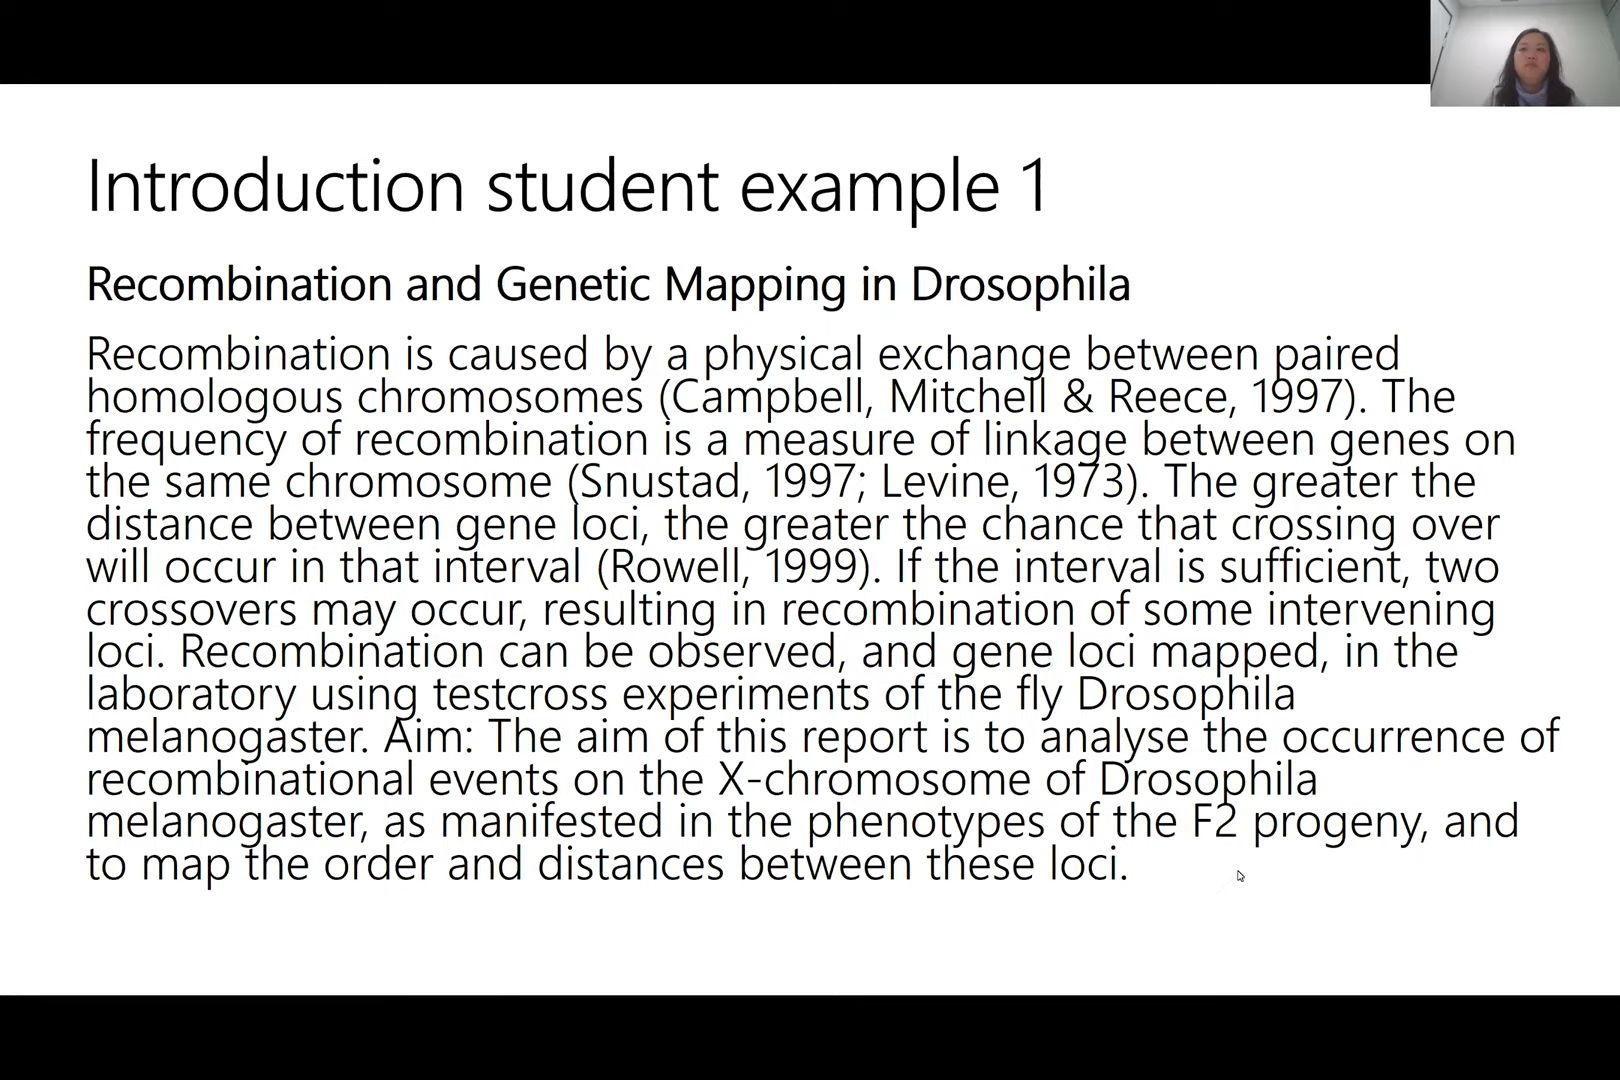 Introduction student example 1
Recombination and Genetic Mapping in Drosophila
Recombination is caused by a physical exchange between paired
homologous chromosomes (Campbell, Mitchell & Reece, 1997). The
frequency of recombination is a measure of linkage between genes on
the same chromosome (Snustad, 1997; Levine, 1973). The greater the
distance between gene loci, the greater the chance that crossing over
will occur in that interval (Rowell, 1999). If the interval is sufficient, two
crossovers may occur, resulting in recombination of some intervening
loci. Recombination can be observed, and gene loci mapped, in the
laboratory using testcross experiments of the fly Drosophila
melanogaster. Aim: The aim of this report is to analyse the occurrence of
recombinational events on the X-chromosome of Drosophila
melanogaster, as manifested in the phenotypes of the F2 progeny, and
to map the order and distances between these loci.